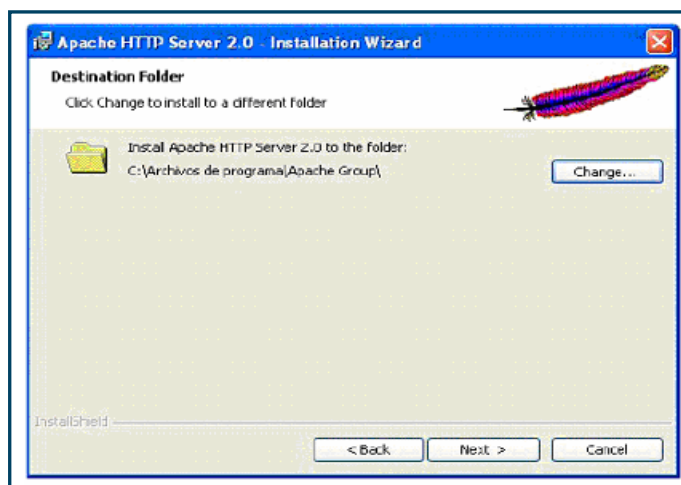 Apache HTTP Server 2.0 - Installation Wizard
Destination Folder
Click Change to install to a different folder
Install Apache HTTP Server 2.0 to the folder:
C:\Archivos de programa\Apache Group\
Change...
InstallShield
< Back
Next >
Cancel